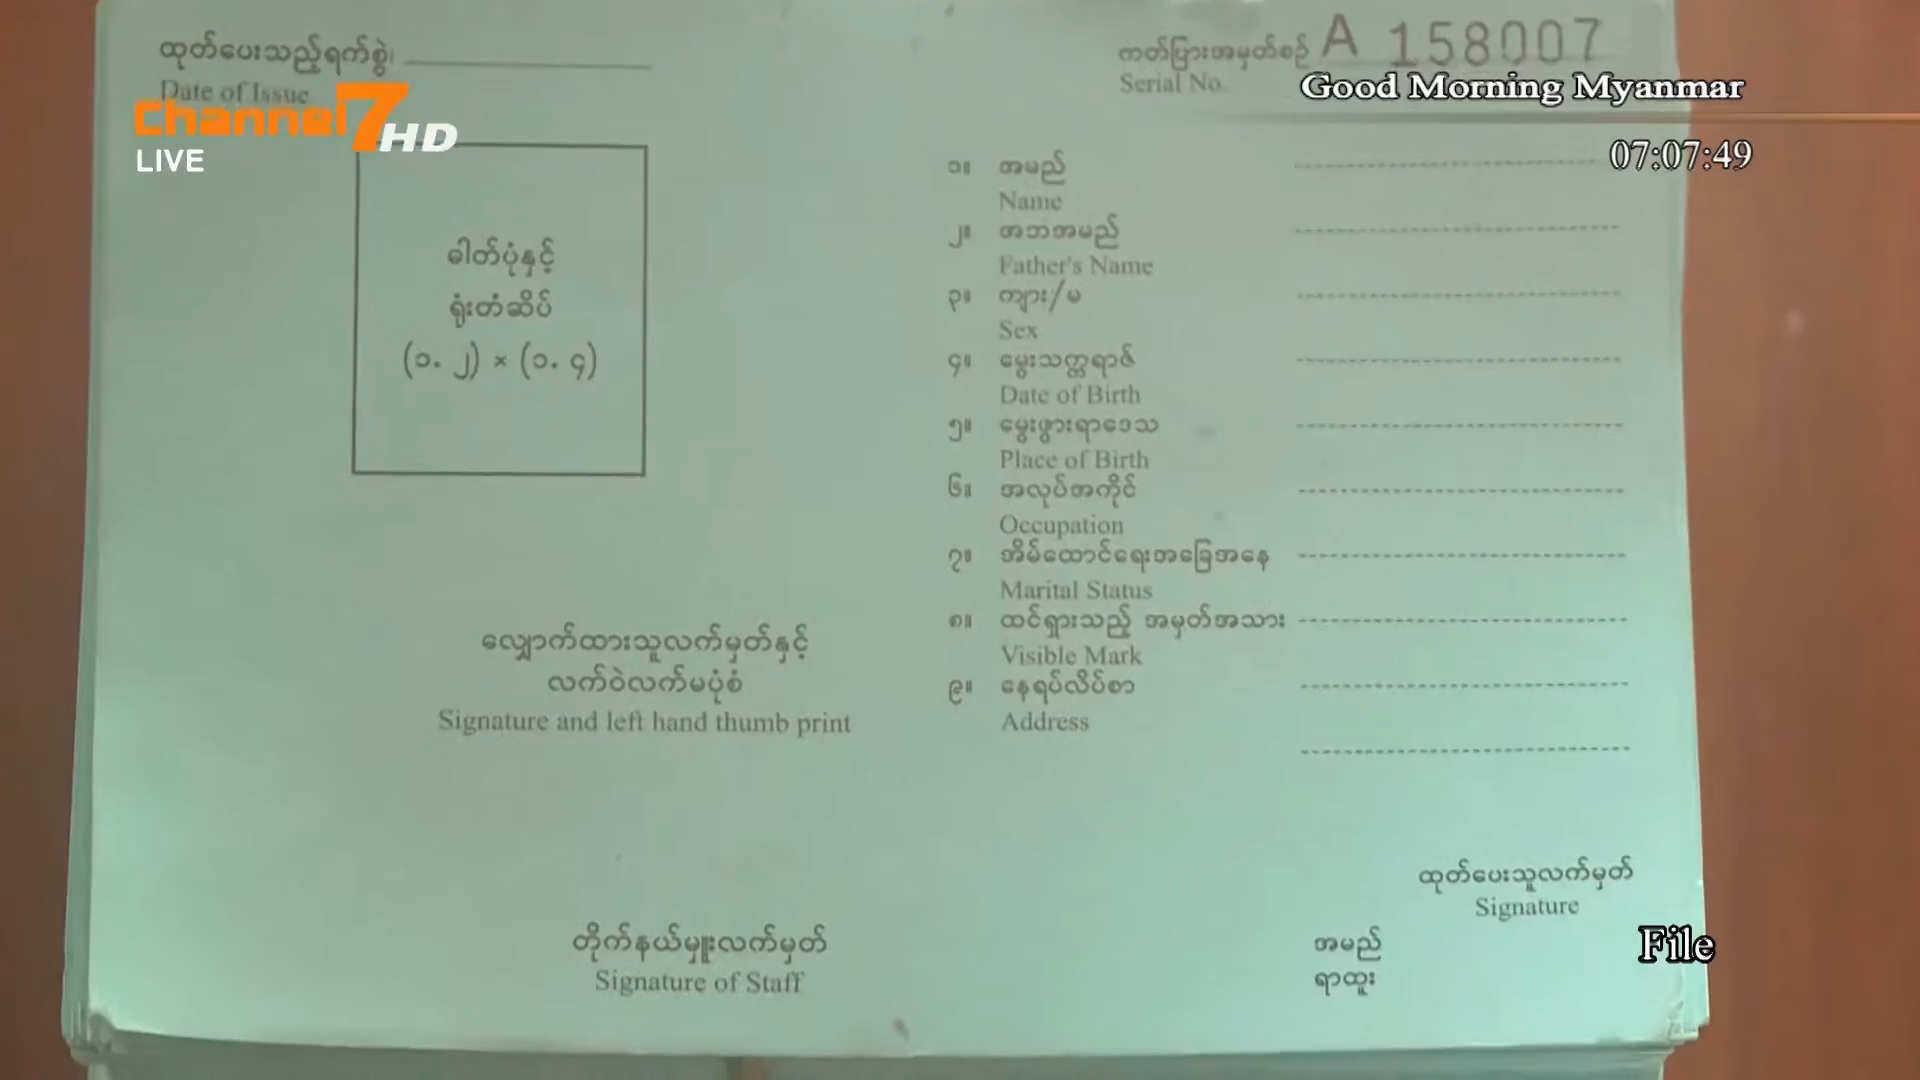 ထုတ်ပေးသည့်ရက်စွဲ၊
Date of Issue
Channel7HD
LIVE
ကတ်ပြားအမှတ်စဉ် A 158007
Serial No.
Good Morning Myanmar
07:07:49
ဓါတ်ပုံနှင့်
ရုံးတံဆိပ်
(၁.၂) × (၁.၄)
လျှောက်ထားသူလက်မှတ်နှင့်
လက်ဝဲလက်မပုံစံ
Signature and left hand thumb print
တိုက်နယ်မှူးလက်မှတ်
Signature of Staff
၁။ အမည်
Name
၂။ အဘအမည်
Father's Name
၃။ ကျား/မ
Sex
၄။ မွေးသက္ကရာဇ်
Date of Birth
၅။ မွေးဖွားရာဒေသ
Place of Birth
၆။ အလုပ်အကိုင်
Occupation
၇။ အိမ်ထောင်ရေးအခြေအနေ
Marital Status
၈။ ထင်ရှားသည့် အမှတ်အသား
Visible Mark
၉။ နေရပ်လိပ်စာ
Address
ထုတ်ပေးသူလက်မှတ်
Signature
အမည်
ရာထူး
File